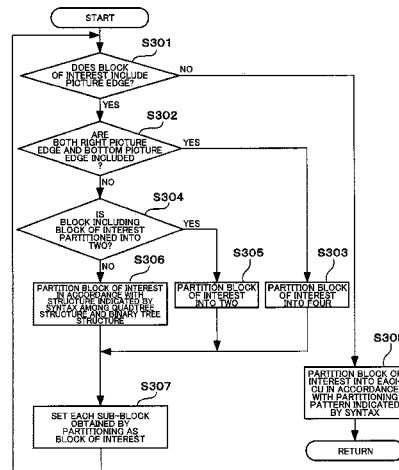 START
S301
DOES BLOCK
OF INTEREST INCLUDE
PICTURE EDGE?
NO
YES
S302
ARE
BOTH RIGHT PICTURE
EDGE AND BOTTOM PICTURE
EDGE INCLUDED
?
YES
NO
S304
IS
BLOCK INCLUDING
BLOCK OF INTEREST
PARTITIONED INTO
TWO?
YES
NO
S306
PARTITION BLOCK OF INTEREST
IN ACCORDANCE WITH
STRUCTURE INDICATED BY
SYNTAX AMONG QUADTREE
STRUCTURE AND BINARY TREE
STRUCTURE
S305
PARTITION BLOCK
OF INTEREST
INTO TWO
S303
PARTITION BLOCK
OF INTEREST
INTO FOUR
S307
SET EACH SUB-BLOCK
OBTAINED BY
PARTITIONING AS
BLOCK OF INTEREST
S308
PARTITION BLOCK OF
INTEREST INTO EACH
CU IN ACCORDANCE
WITH PARTITIONING
PATTERN INDICATED
BY SYNTAX
RETURN